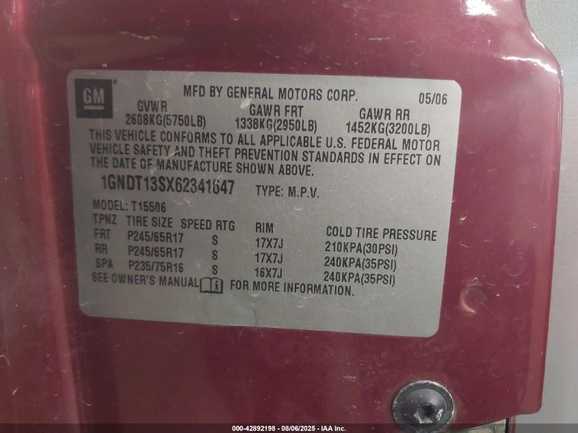 GM
MFD BY GENERAL MOTORS CORP. 05/06
GVWR GAWR FRT GAWR RR
2608KG(5750LB) 1338KG(2950LB) 1452KG(3200LB)
THIS VEHICLE CONFORMS TO ALL APPLICABLE U.S. FEDERAL MOTOR
VEHICLE SAFETY AND THEFT PREVENTION STANDARDS IN EFFECT ON
THE DATE OF MANUFACTURE SHOWN ABOVE.
1GNDT13SX62341647 TYPE: M.P.V.
MODEL: T15506
TPNZ TIRE SIZE SPEED RTG RIM COLD TIRE PRESSURE
FRT P245/65R17 S 17X7J 210KPA(30PSI)
RR P245/65R17 S 17X7J 240KPA(35PSI)
SPA P235/75R16 S 16X7J 240KPA(35PSI)
SEE OWNER'S MANUAL FOR MORE INFORMATION.
000-42892198 - 08/06/2025 - IAA Inc.